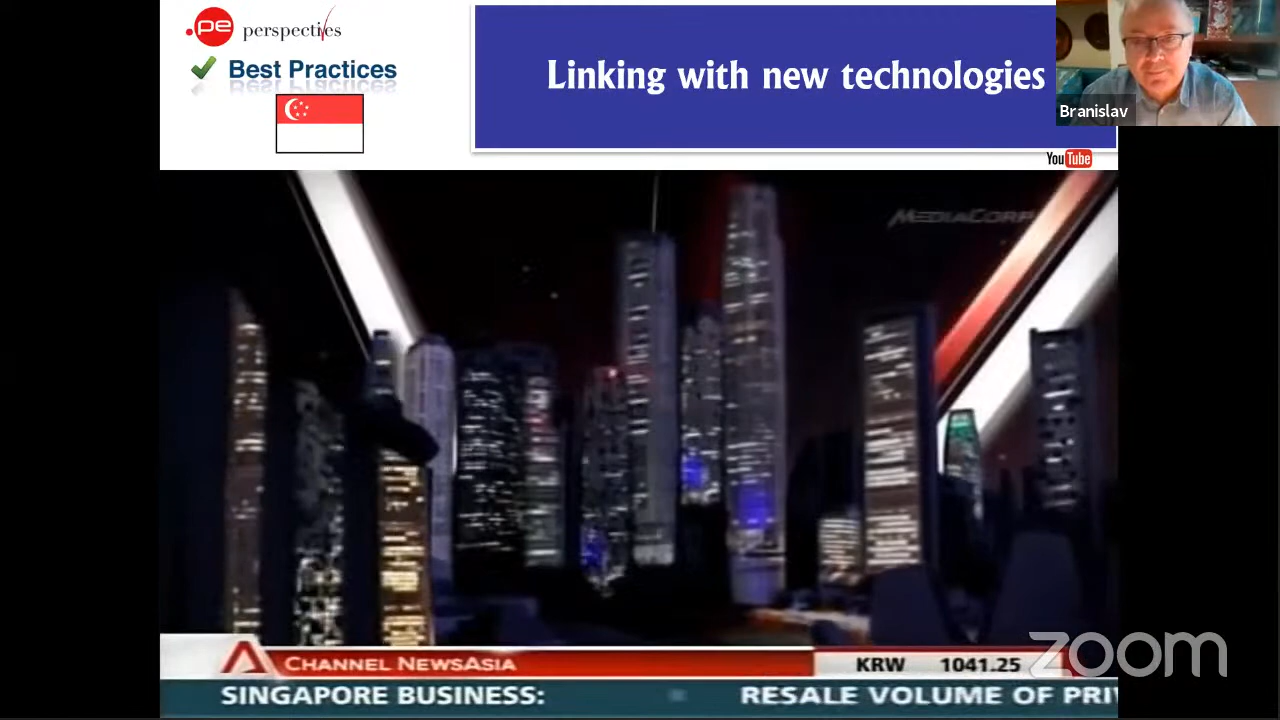 .pe perspectives
Best Practices
Linking with new technologies
Branislav
YouTube
MEDIACORP
CHANNEL NEWSASIA
KRW 1041.25
zoom
SINGAPORE BUSINESS: RESALE VOLUME OF PRI